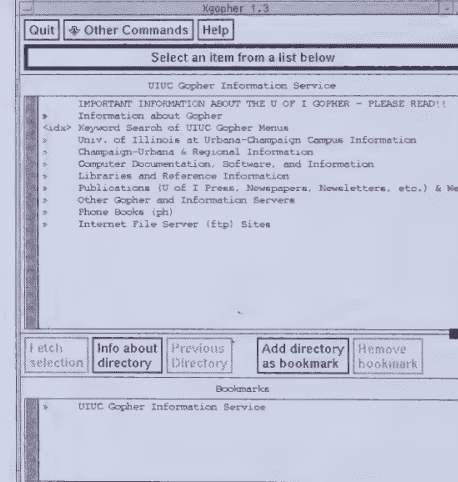 Xgopher 1.3
Quit Other Commands Help
Select an item from a list below
UIUC Gopher Information Service
IMPORTANT INFORMATION ABOUT THE U OF I GOPHER - PLEASE READ!!
» Information about Gopher
<idx> Keyword Search of UIUC Gopher Menus
» Univ. of Illinois at Urbana-Champaign Campus Information
» Champaign-Urbana & Regional Information
» Computer Documentation, Software, and Information
» Libraries and Reference Information
» Publications (U of I Press, Newspapers, Newsletters, etc.) & We
» Other Gopher and Information Servers
» Phone Books (ph)
» Internet File Server (ftp) Sites
Fetch selection
Info about directory
Previous Directory
Add directory as bookmark
Remove bookmark
Bookmarks
» UIUC Gopher Information Service